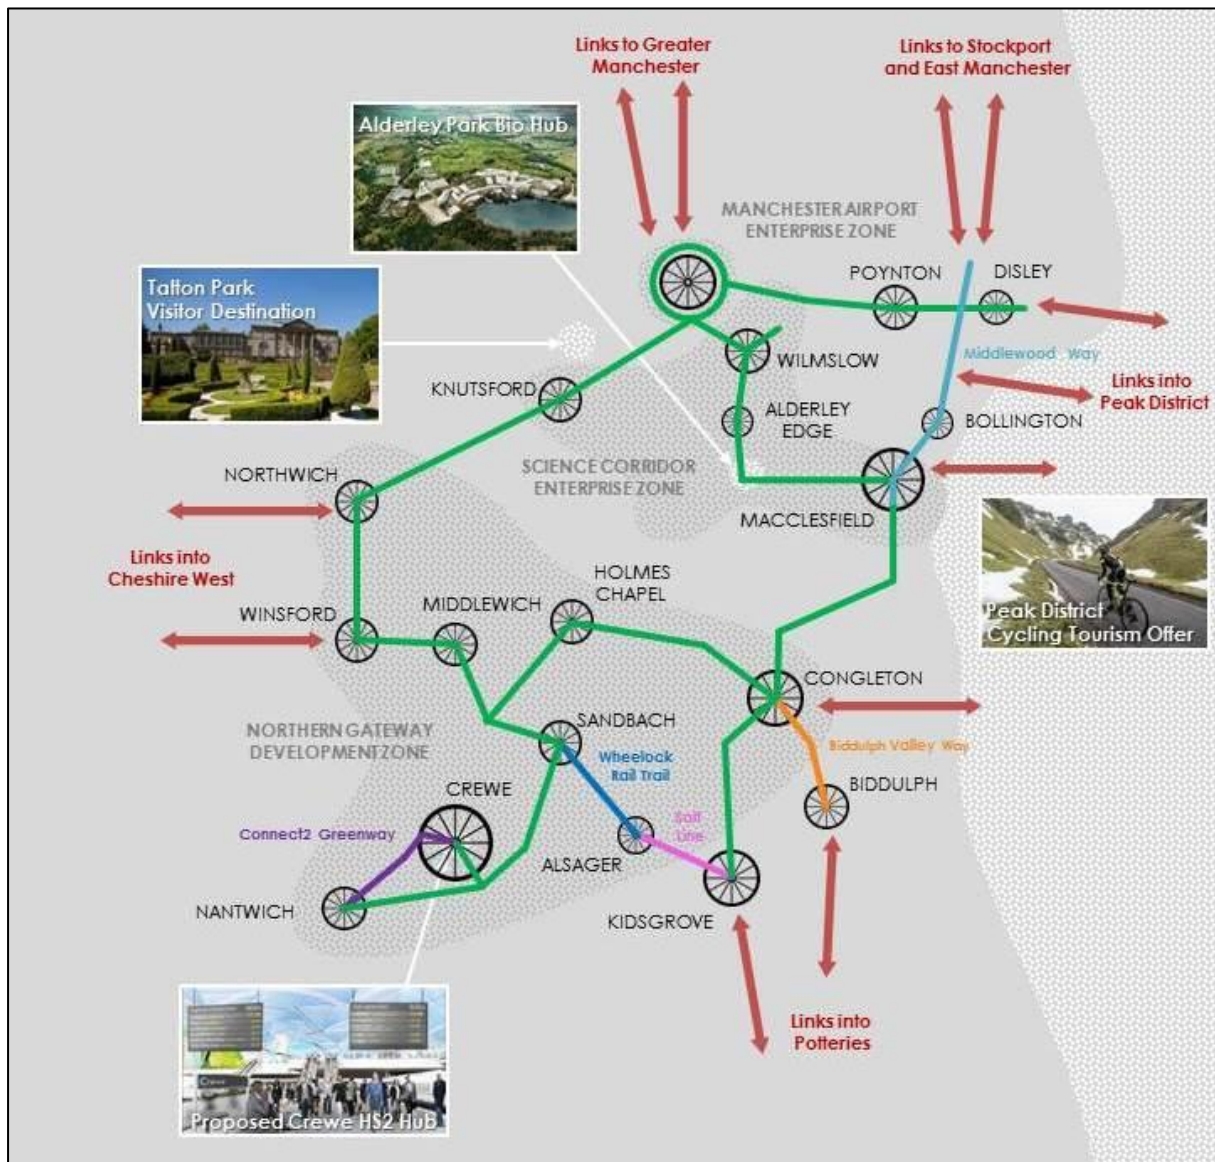 Links to Greater
Manchester
Links to Stockport
and East Manchester
Alderley Park Bio Hub
MANCHESTER AIRPORT
ENTERPRISE ZONE
POYNTON
DISLEY
Tatton Park
Visitor Destination
Middlewood Way
WILMSLOW
KNUTSFORD
Links into
Peak District
ALDERLEY
EDGE
BOLLINGTON
SCIENCE CORRIDOR
ENTERPRISE ZONE
NORTHWICH
MACCLESFIELD
Links into
Cheshire West
HOLMES
CHAPEL
MIDDLEWICH
WINSFORD
Peak District
Cycling Tourism Offer
CONGLETON
NORTHERN GATEWAY
DEVELOPMENT ZONE
SANDBACH
Wheelock
Rail Trail
Biddulph Valley Way
CREWE
BIDDULPH
Connect2 Greenway
Salt
Line
ALSAGER
NANTWICH
KIDSGROVE
Links into
Potteries
Crewe
Proposed Crewe HS2 Hub